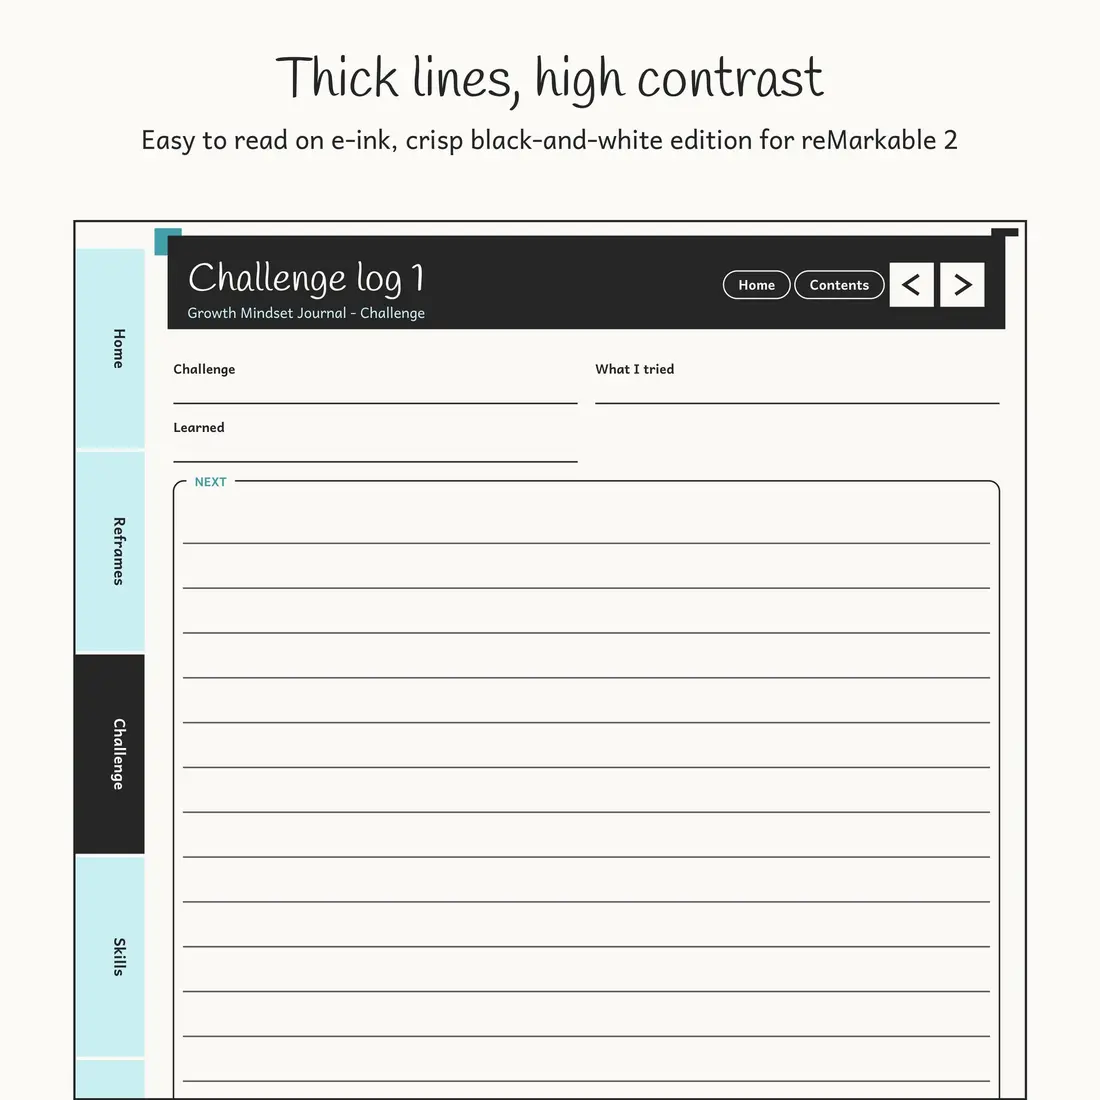 Thick lines, high contrast
Easy to read on e-ink, crisp black-and-white edition for reMarkable 2
Challenge log 1
Growth Mindset Journal - Challenge
Home
Contents
<
>
Home
Reframes
Challenge
Skills
Challenge
What I tried
Learned
NEXT